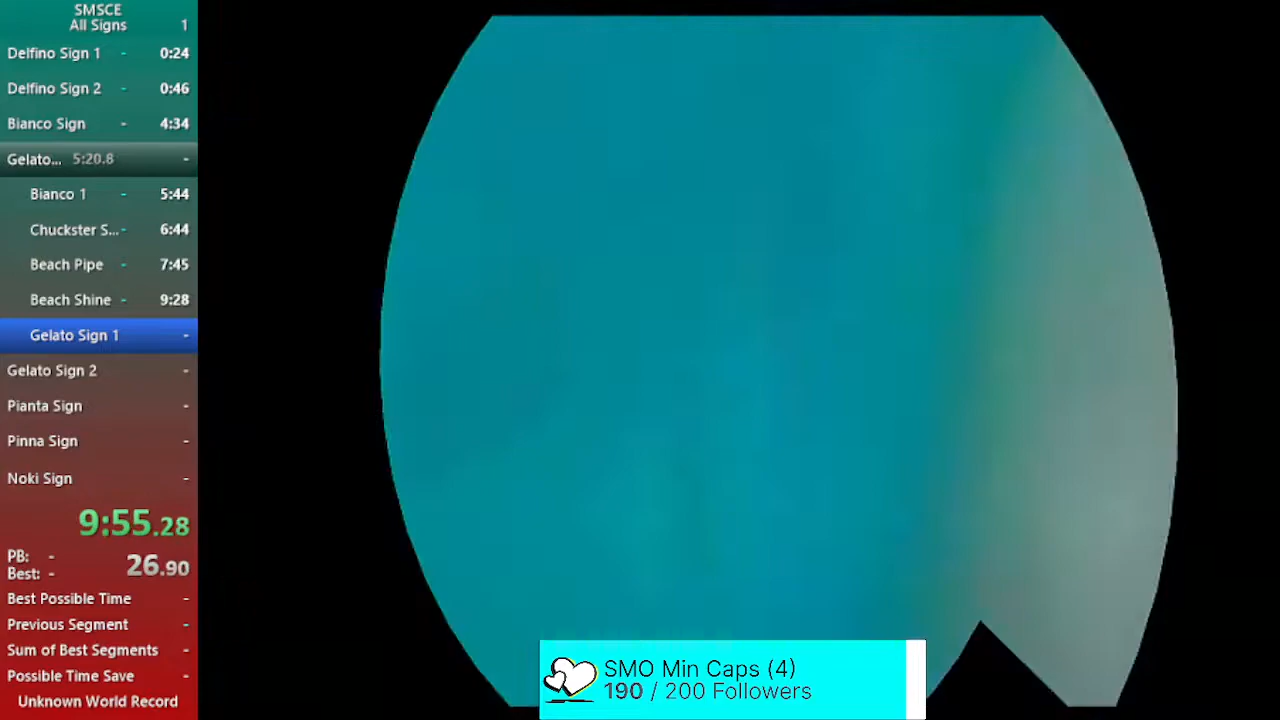 SMSCE
All Signs 1
Delfino Sign 1 - 0:24
Delfino Sign 2 - 0:46
Bianco Sign - 4:34
Gelato... 5:20.8 -
Bianco 1 - 5:44
Chuckster S... - 6:44
Beach Pipe - 7:45
Beach Shine - 9:28
Gelato Sign 1 -
Gelato Sign 2 -
Pianta Sign -
Pinna Sign -
Noki Sign -
9:55.28
PB: -
Best: - 26.90
Best Possible Time -
Previous Segment -
Sum of Best Segments -
Possible Time Save -
Unknown World Record
SMO Min Caps (4)
190 / 200 Followers